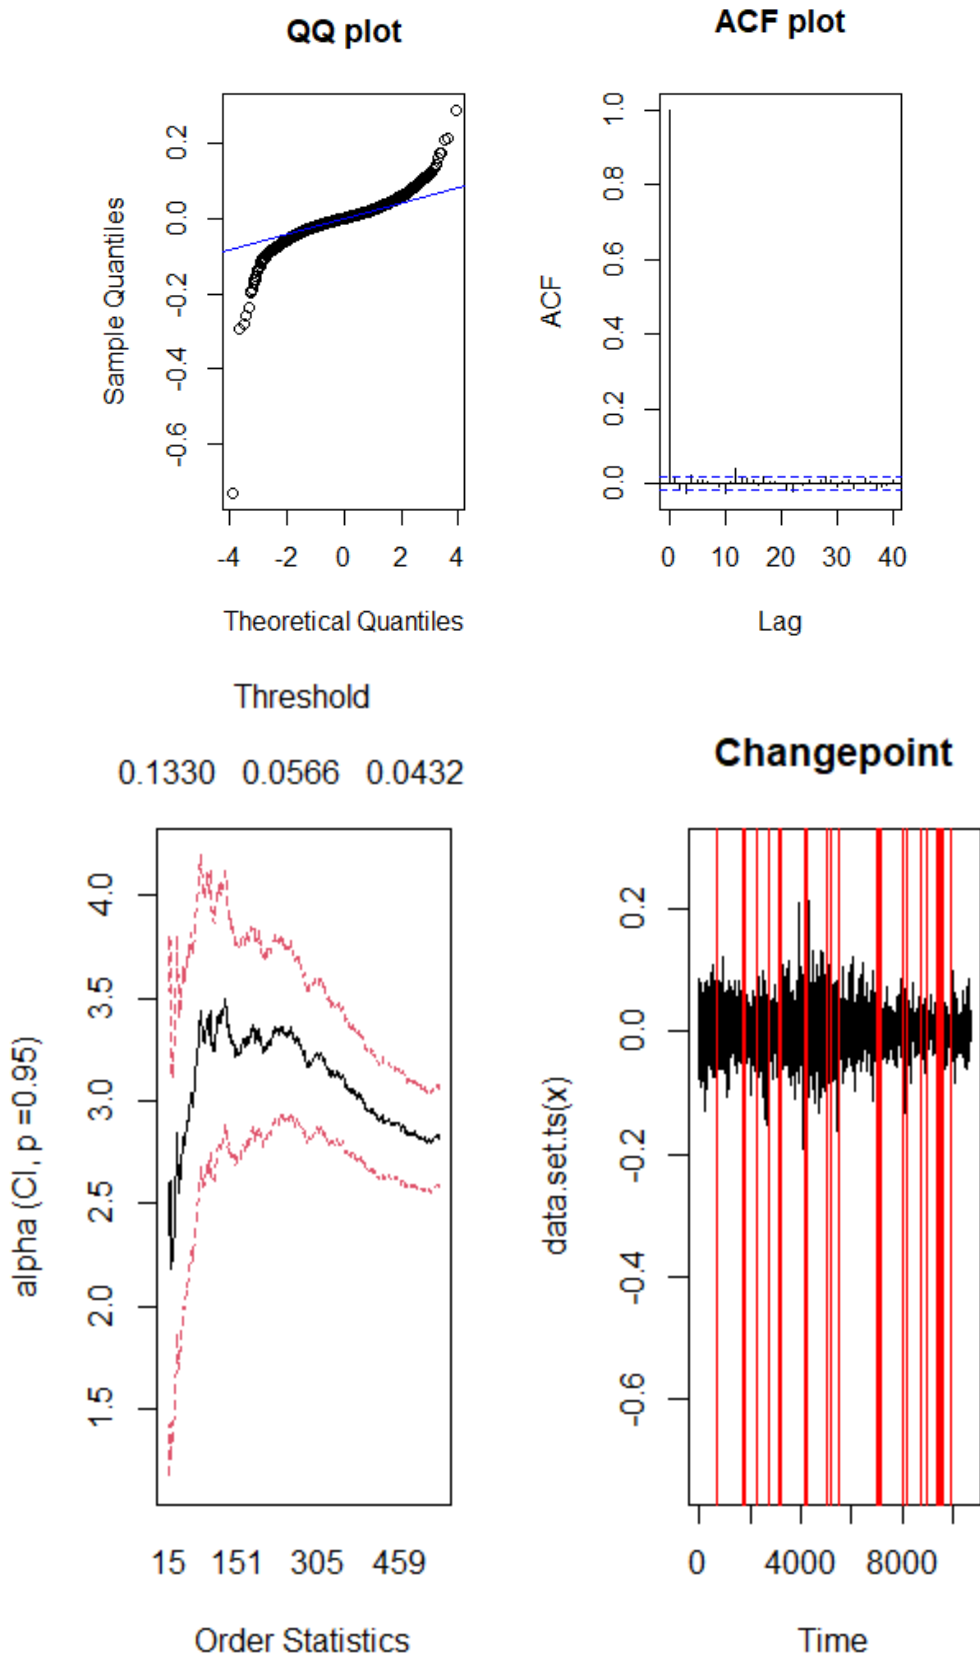 QQ plot
Sample Quantiles
0.2
0.0
-0.2
-0.4
-0.6
-4 -2 0 2 4
Theoretical Quantiles
ACF plot
ACF
1.0
0.8
0.6
0.4
0.2
0.0
0 10 20 30 40
Lag
Threshold
0.1330 0.0566 0.0432
alpha (CI, p =0.95)
4.0
3.5
3.0
2.5
2.0
1.5
15 151 305 459
Order Statistics
Changepoint
data.set.ts(x)
0.2
0.0
-0.2
-0.4
-0.6
0 4000 8000
Time